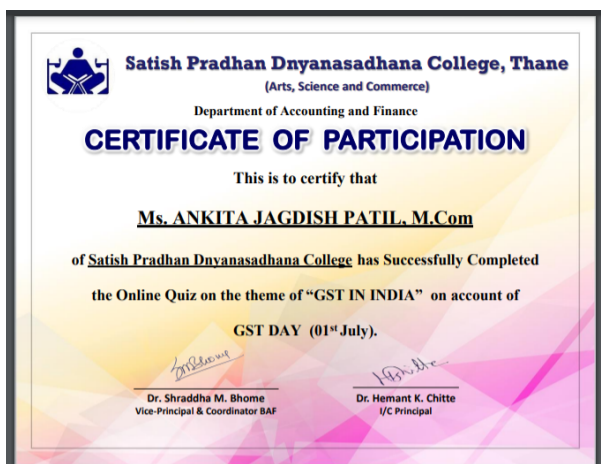 Satish Pradhan Dnyanasadhana College, Thane
(Arts, Science and Commerce)
Department of Accounting and Finance
CERTIFICATE OF PARTICIPATION
This is to certify that
Ms. ANKITA JAGDISH PATIL, M.Com
of Satish Pradhan Dnyanasadhana College has Successfully Completed
the Online Quiz on the theme of “GST IN INDIA” on account of
GST DAY (01st July).
Dr. Shraddha M. Bhome
Vice-Principal & Coordinator BAF
Dr. Hemant K. Chitte
I/C Principal